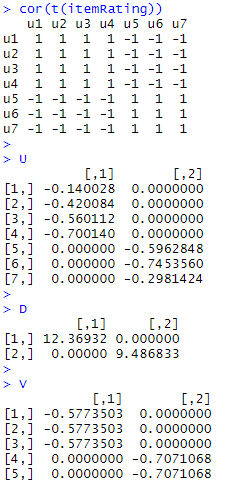 > cor(t(itemRating))
   u1 u2 u3 u4 u5 u6 u7
u1  1  1  1  1 -1 -1 -1
u2  1  1  1  1 -1 -1 -1
u3  1  1  1  1 -1 -1 -1
u4  1  1  1  1 -1 -1 -1
u5 -1 -1 -1 -1  1  1  1
u6 -1 -1 -1 -1  1  1  1
u7 -1 -1 -1 -1  1  1  1
>
> U
          [,1]       [,2]
[1,] -0.140028  0.0000000
[2,] -0.420084  0.0000000
[3,] -0.560112  0.0000000
[4,] -0.700140  0.0000000
[5,]  0.000000 -0.5962848
[6,]  0.000000 -0.7453560
[7,]  0.000000 -0.2981424
>
> D
         [,1]     [,2]
[1,] 12.36932 0.000000
[2,]  0.00000 9.486833
>
> V
           [,1]       [,2]
[1,] -0.5773503  0.0000000
[2,] -0.5773503  0.0000000
[3,] -0.5773503  0.0000000
[4,]  0.0000000 -0.7071068
[5,]  0.0000000 -0.7071068